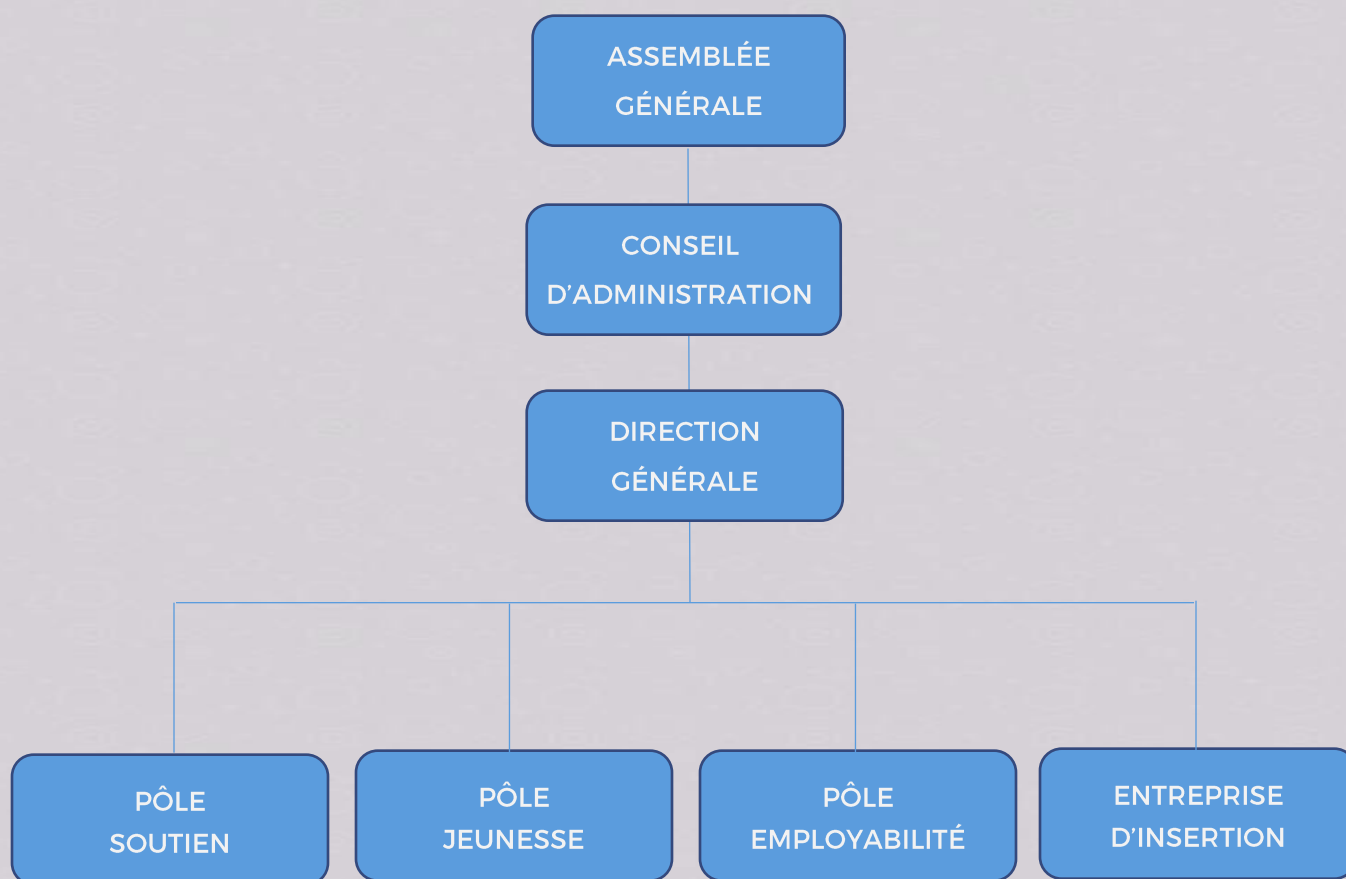 ASSEMBLÉE
GÉNÉRALE
CONSEIL
D’ADMINISTRATION
DIRECTION
GÉNÉRALE
PÔLE
SOUTIEN
PÔLE
JEUNESSE
PÔLE
EMPLOYABILITÉ
ENTREPRISE
D’INSERTION